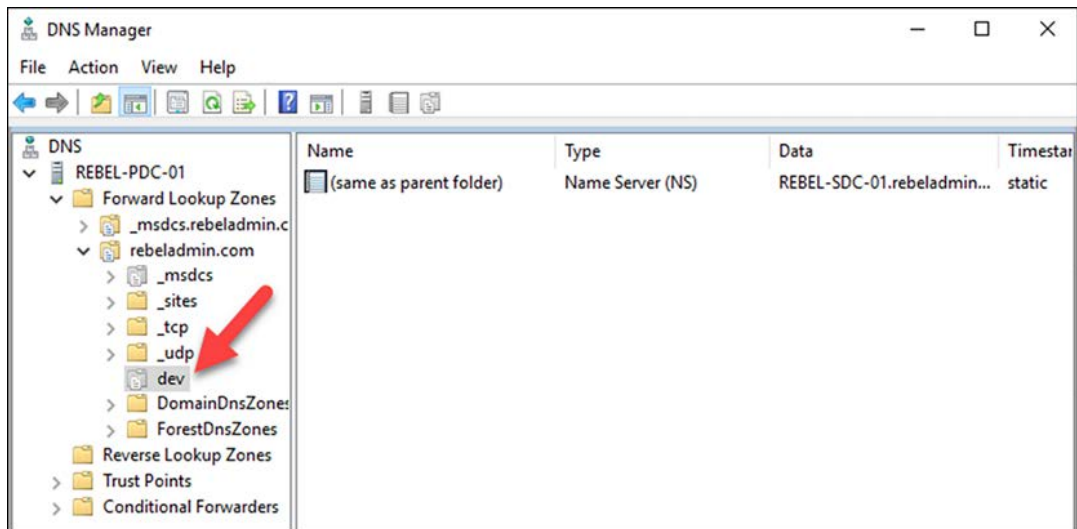 DNS Manager
File Action View Help
DNS
REBEL-PDC-01
Forward Lookup Zones
_msdcs.rebeladmin.c
rebeladmin.com
_msdcs
_sites
_tcp
_udp
dev
DomainDnsZones
ForestDnsZones
Reverse Lookup Zones
Trust Points
Conditional Forwarders
Name Type Data Timestar
(same as parent folder) Name Server (NS) REBEL-SDC-01.rebeladmin... static